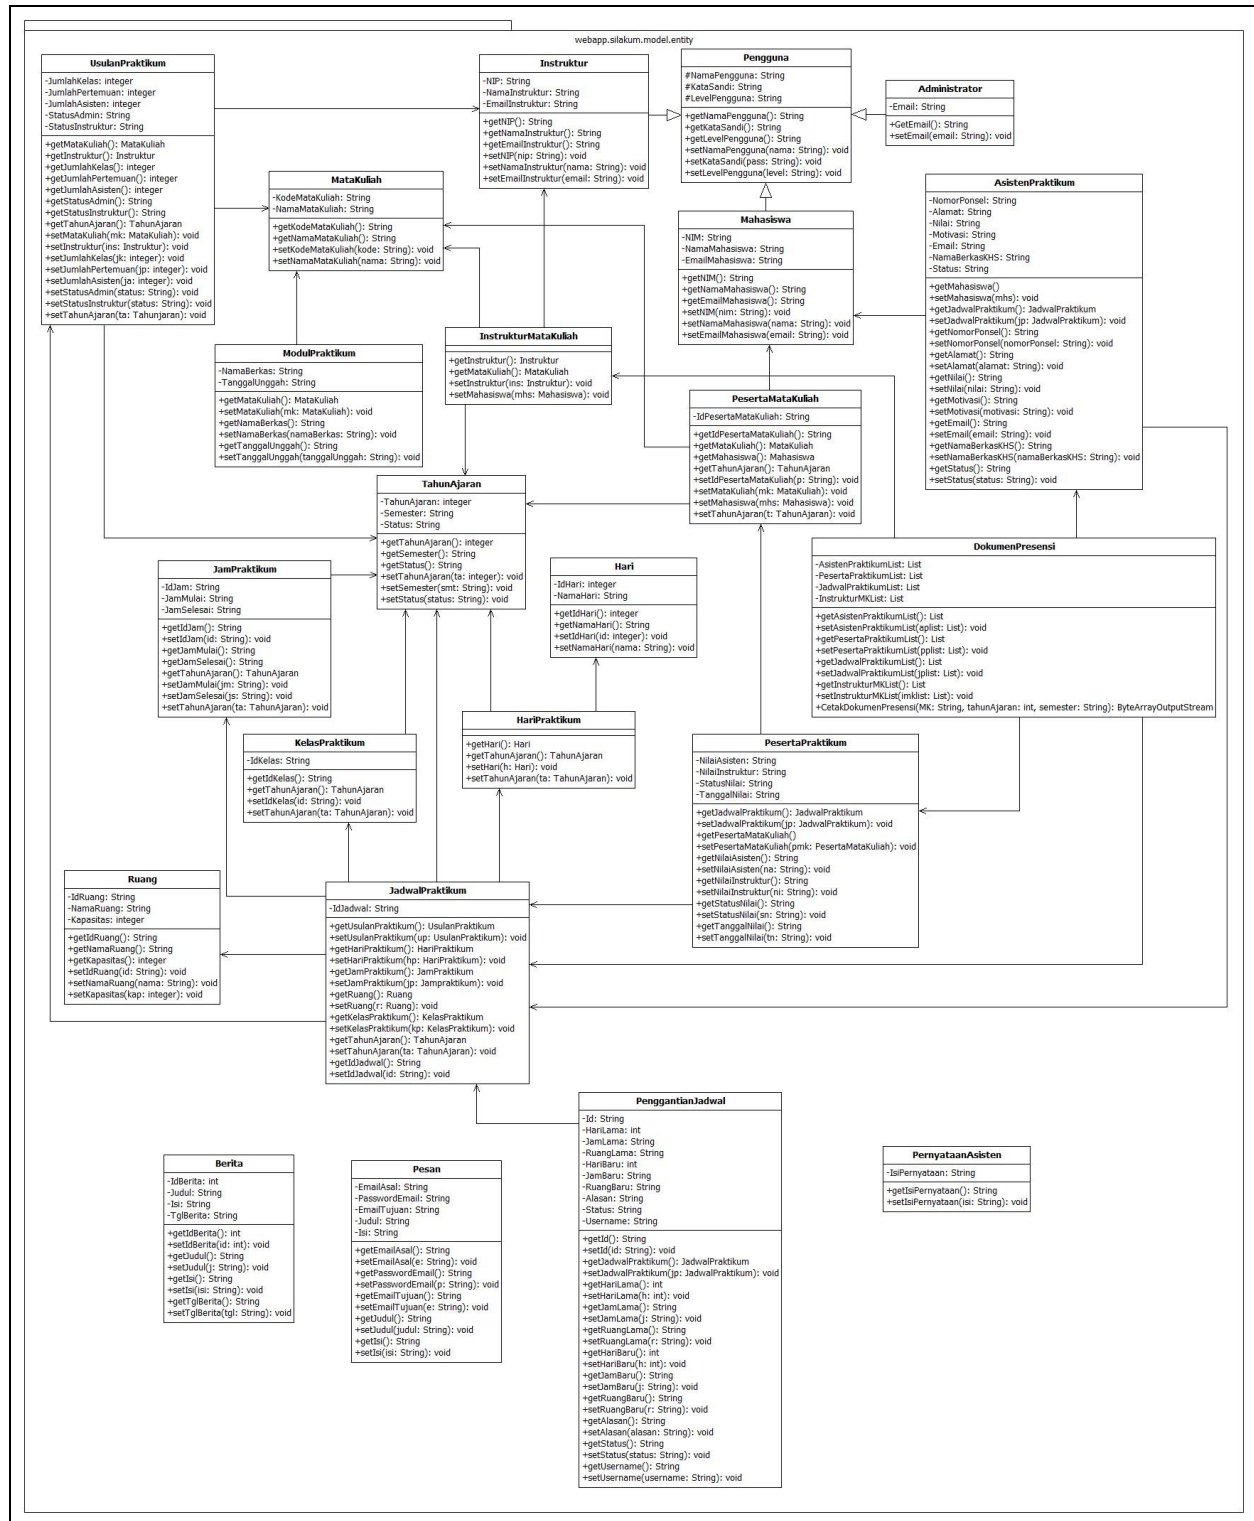 webapp.silakum.model.entity
UsulanPraktikum
-JumlahKelas: integer
-JumlahPertemuan: integer
-JumlahAsisten: integer
-StatusAdmin: String
-StatusInstruktur: String
+getMataKuliah(): MataKuliah
+getInstruktur(): Instruktur
+getJumlahKelas(): integer
+getJumlahPertemuan(): integer
+getJumlahAsisten(): integer
+getStatusAdmin(): String
+getStatusInstruktur(): String
+getTahunAjaran(): TahunAjaran
+setMataKuliah(mk: MataKuliah): void
+setInstruktur(ins: Instruktur): void
+setJumlahKelas(jk: integer): void
+setJumlahPertemuan(jp: integer): void
+setJumlahAsisten(ja: integer): void
+setStatusAdmin(status: String): void
+setStatusInstruktur(status: String): void
+setTahunAjaran(ta: Tahunjaran): void
Instruktur
-NIP: String
-NamaInstruktur: String
-EmailInstruktur: String
+getNIP(): String
+getNamaInstruktur(): String
+getEmailInstruktur(): String
+setNIP(nip: String): void
+setNamaInstruktur(nama: String): void
+setEmailInstruktur(email: String): void
Pengguna
#NamaPengguna: String
#KataSandi: String
#LevelPengguna: String
+getNamaPengguna(): String
+getKataSandi(): String
+getLevelPengguna(): String
+setNamaPengguna(nama: String): void
+setKataSandi(pass: String): void
+setLevelPengguna(level: String): void
Administrator
-Email: String
+GetEmail(): String
+setEmail(email: String): void
MataKuliah
-KodeMataKuliah: String
-NamaMataKuliah: String
+getKodeMataKuliah(): String
+getNamaMataKuliah(): String
+setKodeMataKuliah(kode: String): void
+setNamaMataKuliah(nama: String): void
Mahasiswa
-NIM: String
-NamaMahasiswa: String
-EmailMahasiswa: String
+getNIM(): String
+getNamaMahasiswa(): String
+getEmailMahasiswa(): String
+setNIM(nim: String): void
+setNamaMahasiswa(nama: String): void
+setEmailMahasiswa(email: String): void
AsistenPraktikum
-NomorPonsel: String
-Alamat: String
-Nilai: String
-Motivasi: String
-Email: String
-NamaBerkasKHS: String
-Status: String
+getMahasiswa()
+setMahasiswa(mhs): void
+getJadwalPraktikum(): JadwalPraktikum
+setJadwalPraktikum(jp: JadwalPraktikum): void
+getNomorPonsel(): String
+setNomorPonsel(nomorPonsel: String): void
+getAlamat(): String
+setAlamat(alamat: String): void
+getNilai(): String
+setNilai(nilai: String): void
+getMotivasi(): String
+setMotivasi(motivasi: String): void
+getEmail(): String
+setEmail(email: String): void
+getNamaBerkasKHS(): String
+setNamaBerkasKHS(namaBerkasKHS: String): void
+getStatus(): String
+setStatus(status: String): void
ModulPraktikum
-NamaBerkas: String
-TanggalUnggah: String
+getMataKuliah(): MataKuliah
+setMataKuliah(mk: MataKuliah): void
+getNamaBerkas(): String
+setNamaBerkas(namaBerkas: String): void
+getTanggalUnggah(): String
+setTanggalUnggah(tanggalUnggah: String): void
InstrukturMataKuliah
+getInstruktur(): Instruktur
+getMataKuliah(): MataKuliah
+setInstruktur(ins: Instruktur): void
+setMahasiswa(mhs: Mahasiswa): void
PesertaMataKuliah
-IdPesertaMataKuliah: String
+getIdPesertaMataKuliah(): String
+getMataKuliah(): MataKuliah
+getMahasiswa(): Mahasiswa
+getTahunAjaran(): TahunAjaran
+setIdPesertaMataKuliah(p: String): void
+setMataKuliah(mk: MataKuliah): void
+setMahasiswa(mhs: Mahasiswa): void
+setTahunAjaran(t: TahunAjaran): void
TahunAjaran
-TahunAjaran: integer
-Semester: String
-Status: String
+getTahunAjaran(): integer
+getSemester(): String
+getStatus(): String
+setTahunAjaran(ta: integer): void
+setSemester(smt: String): void
+setStatus(status: String): void
JamPraktikum
-IdJam: String
-JamMulai: String
-JamSelesai: String
+getIdJam(): String
+setIdJam(id: String): void
+getJamMulai(): String
+getJamSelesai(): String
+getTahunAjaran(): TahunAjaran
+setJamMulai(jm: String): void
+setJamSelesai(js: String): void
+setTahunAjaran(ta: TahunAjaran): void
Hari
-IdHari: integer
-NamaHari: String
+getIdHari(): integer
+getNamaHari(): String
+setIdHari(id: integer): void
+setNamaHari(nama: String): void
DokumenPresensi
-AsistenPraktikumList: List
-PesertaPraktikumList: List
-JadwalPraktikumList: List
-InstrukturMKList: List
+getAsistenPraktikumList(): List
+setAsistenPraktikumList(aplist: List): void
+getPesertaPraktikumList(): List
+setPesertaPraktikumList(pplist: List): void
+getJadwalPraktikumList(): List
+setJadwalPraktikumList(jplist: List): void
+getInstrukturMKList(): List
+setInstrukturMKList(imklist: List): void
+CetakDokumenPresensi(MK: String, tahunAjaran: int, semester: String): ByteArrayOutputStream
KelasPraktikum
-IdKelas: String
+getIdKelas(): String
+getTahunAjaran(): TahunAjaran
+setIdKelas(id: String): void
+setTahunAjaran(ta: TahunAjaran): void
HariPraktikum
+getHari(): Hari
+getTahunAjaran(): TahunAjaran
+setHari(h: Hari): void
+setTahunAjaran(ta: TahunAjaran): void
PesertaPraktikum
-NilaiAsisten: String
-NilaiInstruktur: String
-StatusNilai: String
-TanggalNilai: String
+getJadwalPraktikum(): JadwalPraktikum
+setJadwalPraktikum(jp: JadwalPraktikum): void
+getPesertaMataKuliah()
+setPesertaMataKuliah(pmk: PesertaMataKuliah): void
+getNilaiAsisten(): String
+setNilaiAsisten(na: String): void
+getNilaiInstruktur(): String
+setNilaiInstruktur(ni: String): void
+getStatusNilai(): String
+setStatusNilai(sn: String): void
+getTanggalNilai(): String
+setTanggalNilai(tn: String): void
Ruang
-IdRuang: String
-NamaRuang: String
-Kapasitas: integer
+getIdRuang(): String
+getNamaRuang(): String
+getKapasitas(): integer
+setIdRuang(id: String): void
+setNamaRuang(nama: String): void
+setKapasitas(kap: integer): void
JadwalPraktikum
-IdJadwal: String
+getUsulanPraktikum(): UsulanPraktikum
+setUsulanPraktikum(up: UsulanPraktikum): void
+getHariPraktikum(): HariPraktikum
+setHariPraktikum(hp: HariPraktikum): void
+getJamPraktikum(): JamPraktikum
+setJamPraktikum(jp: Jampraktikum): void
+getRuang(): Ruang
+setRuang(r: Ruang): void
+getKelasPraktikum(): KelasPraktikum
+setKelasPraktikum(kp: KelasPraktikum): void
+getTahunAjaran(): TahunAjaran
+setTahunAjaran(ta: TahunAjaran): void
+getIdJadwal(): String
+setIdJadwal(id: String): void
PenggantianJadwal
-Id: String
-HariLama: int
-JamLama: String
-RuangLama: String
-HariBaru: int
-JamBaru: String
-RuangBaru: String
-Alasan: String
-Status: String
-Username: String
+getId(): String
+setId(id: String): void
+getJadwalPraktikum(): JadwalPraktikum
+setJadwalPraktikum(jp: JadwalPraktikum): void
+getHariLama(): int
+setHariLama(h: int): void
+getJamLama(): String
+setJamLama(j: String): void
+getRuangLama(): String
+setRuangLama(r: String): void
+getHariBaru(): int
+setHariBaru(h: int): void
+getJamBaru(): String
+setJamBaru(j: String): void
+getRuangBaru(): String
+setRuangBaru(r: String): void
+getAlasan(): String
+setAlasan(alasan: String): void
+getStatus(): String
+setStatus(status: String): void
+getUsername(): String
+setUsername(username: String): void
Berita
-IdBerita: int
-Judul: String
-Isi: String
-TglBerita: String
+getIdBerita(): int
+setIdBerita(id: int): void
+getJudul(): String
+setJudul(j: String): void
+getIsi(): String
+setIsi(isi: String): void
+getTglBerita(): String
+setTglBerita(tgl: String): void
Pesan
-EmailAsal: String
-PasswordEmail: String
-EmailTujuan: String
-Judul: String
-Isi: String
+getEmailAsal(): String
+setEmailAsal(e: String): void
+getPasswordEmail(): String
+setPasswordEmail(p: String): void
+getEmailTujuan(): String
+setEmailTujuan(e: String): void
+getJudul(): String
+setJudul(judul: String): void
+getIsi(): String
+setIsi(isi: String): void
PernyataanAsisten
-IsiPernyataan: String
+getIsiPernyataan(): String
+setIsiPernyataan(isi: String): void